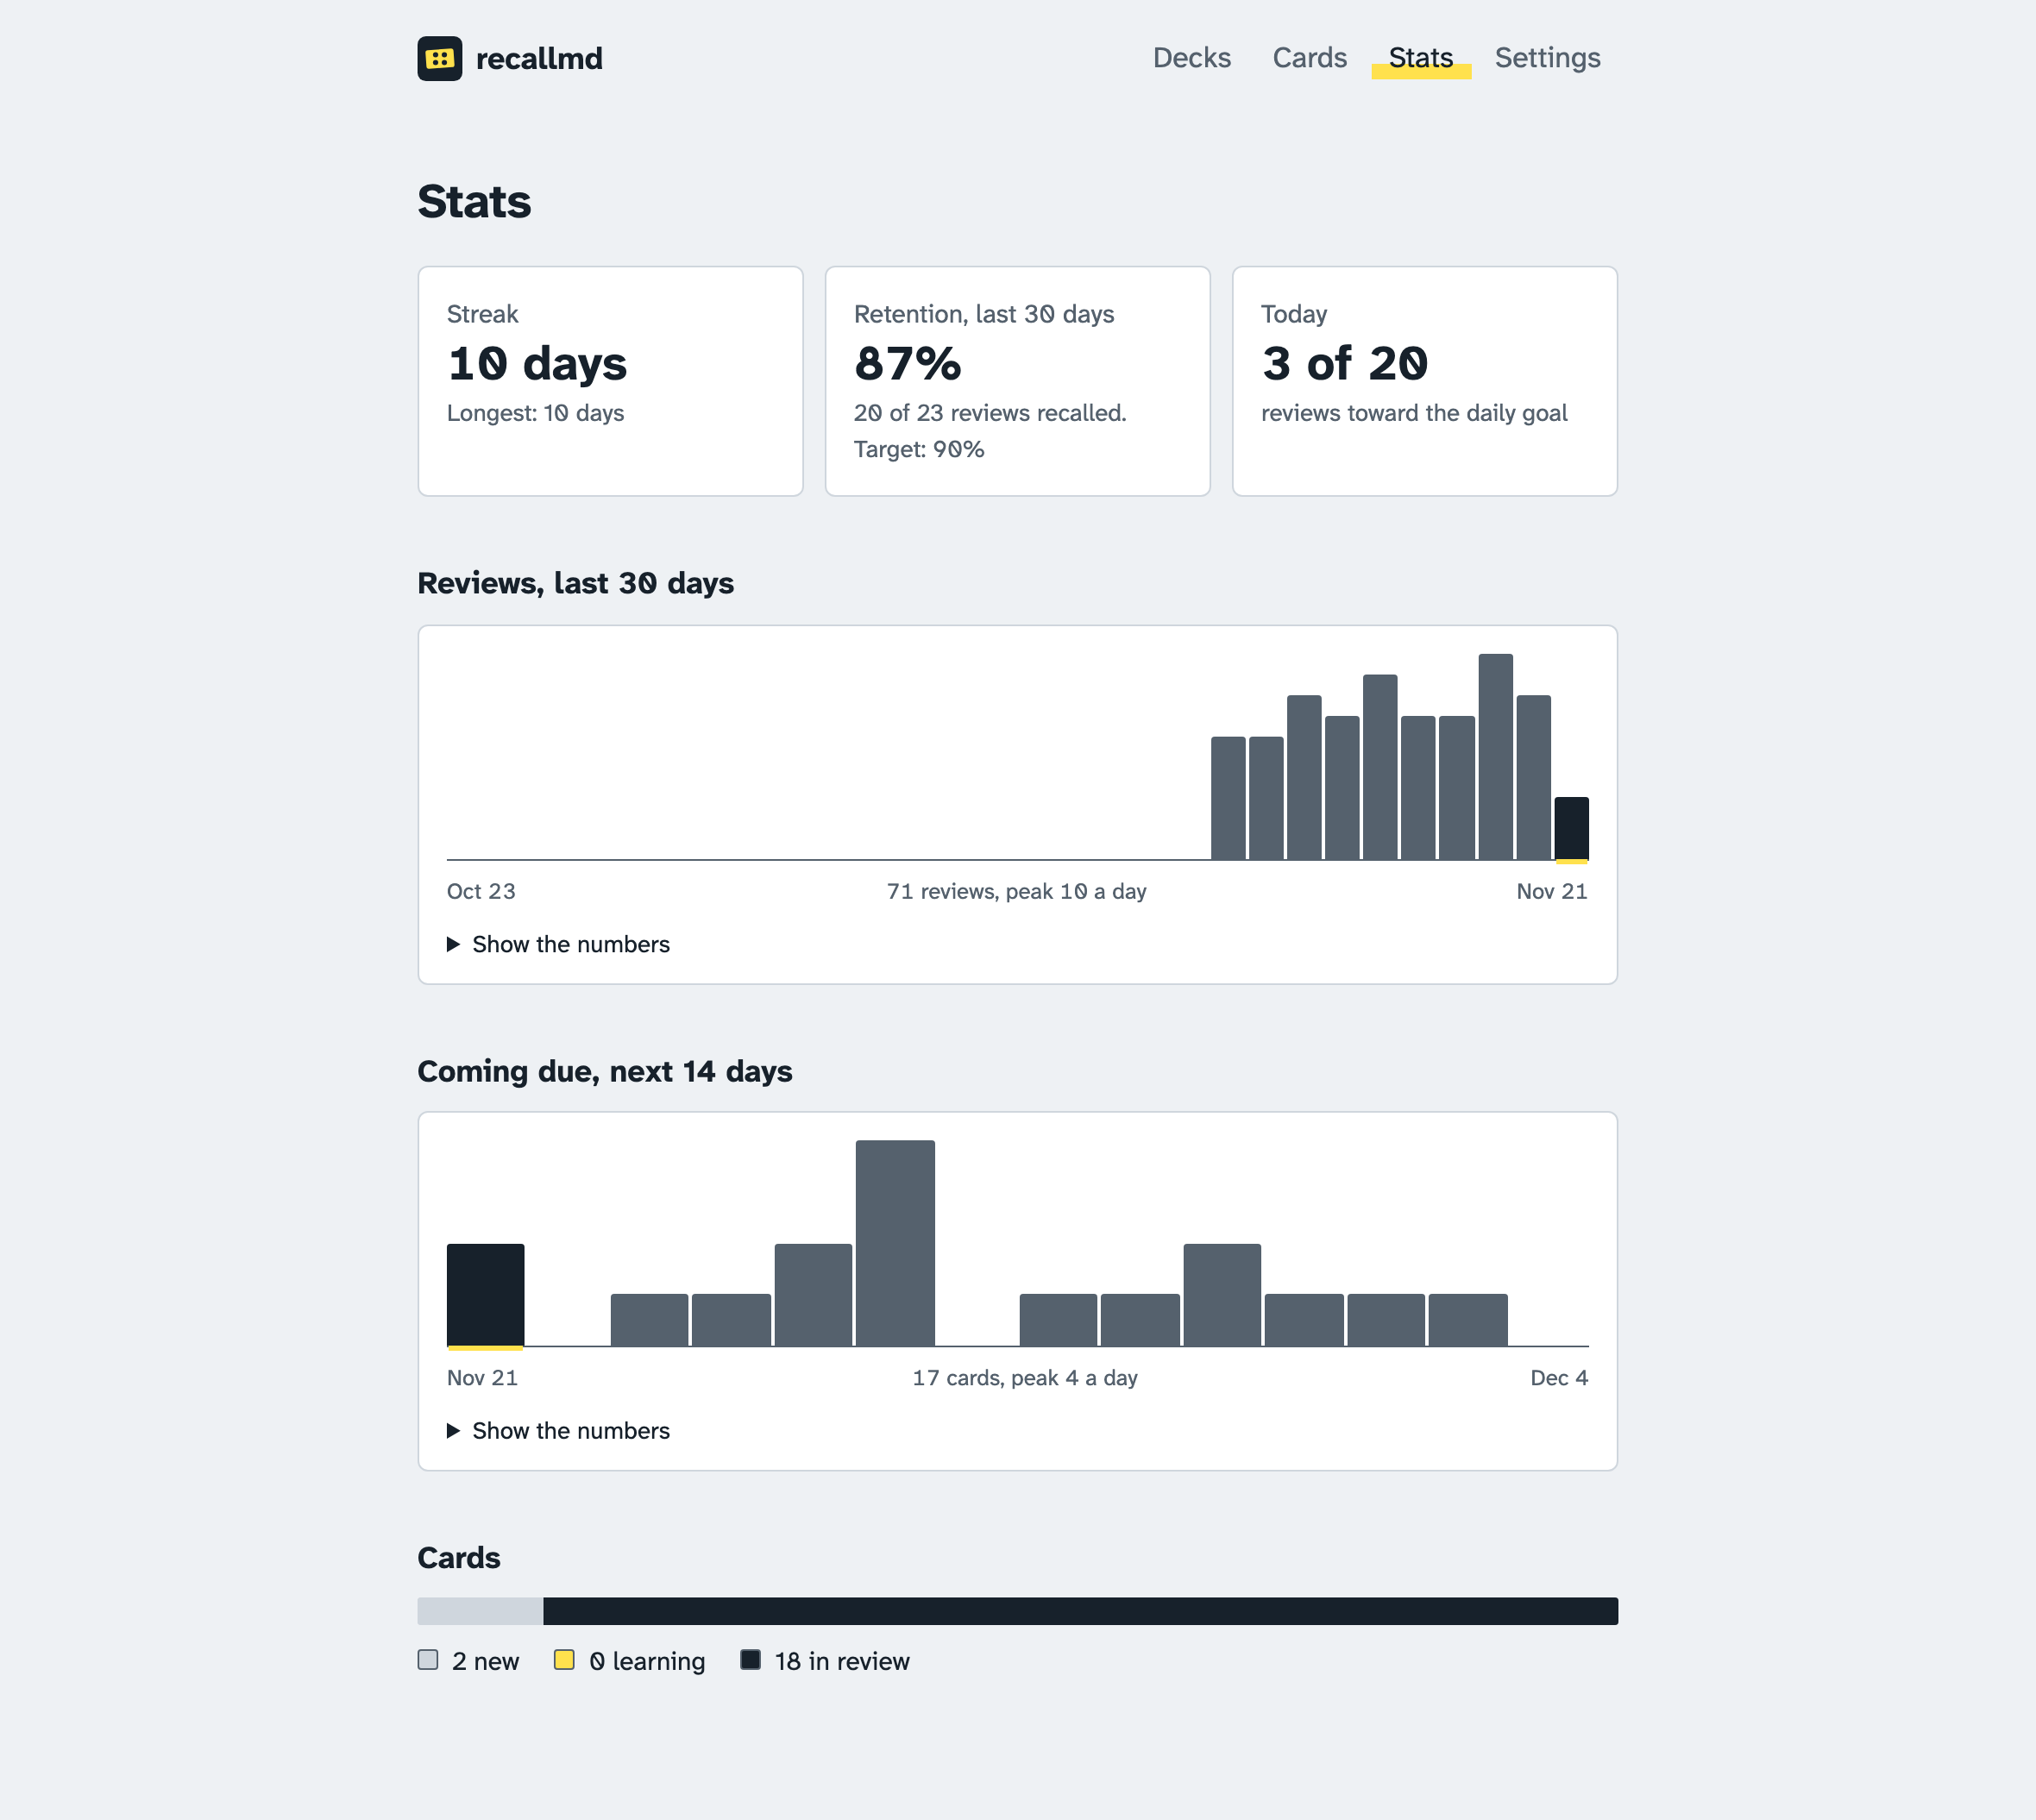 recallmd
Decks Cards Stats Settings
Stats
Streak
10 days
Longest: 10 days
Retention, last 30 days
87%
20 of 23 reviews recalled.
Target: 90%
Today
3 of 20
reviews toward the daily goal
Reviews, last 30 days
Oct 23 71 reviews, peak 10 a day Nov 21
Show the numbers
Coming due, next 14 days
Nov 21 17 cards, peak 4 a day Dec 4
Show the numbers
Cards
2 new 0 learning 18 in review